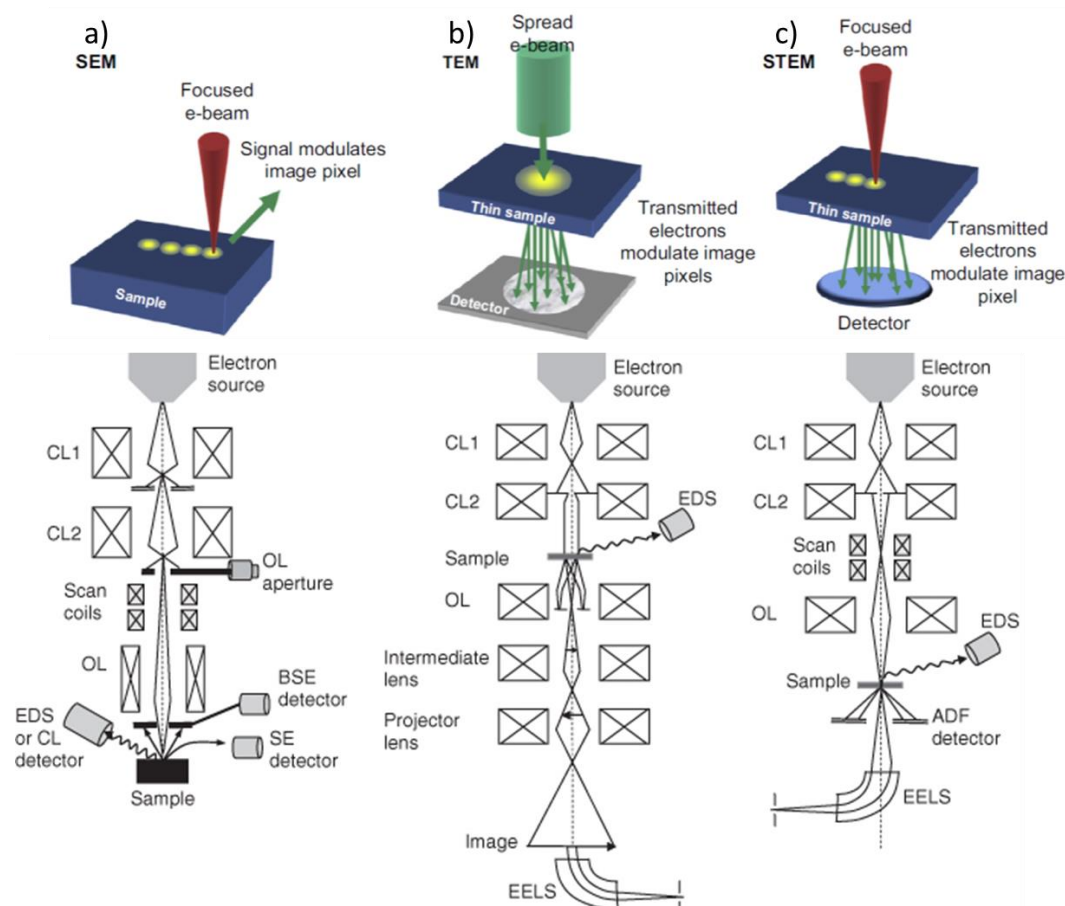 a)
SEM
Focused
e-beam
Signal modulates
image pixel
Sample
b)
Spread
e-beam
TEM
Thin sample
Transmitted
electrons
modulate image
pixels
Detector
c)
STEM
Focused
e-beam
Thin sample
Transmitted
electrons
modulate image
pixel
Detector
Electron
source
CL1
CL2
OL
aperture
Scan
coils
OL
BSE
detector
EDS
or CL
detector
SE
detector
Sample
Electron
source
CL1
CL2
EDS
Sample
OL
Intermediate
lens
Projector
lens
Image
EELS
Electron
source
CL1
CL2
Scan
coils
OL
EDS
Sample
ADF
detector
EELS